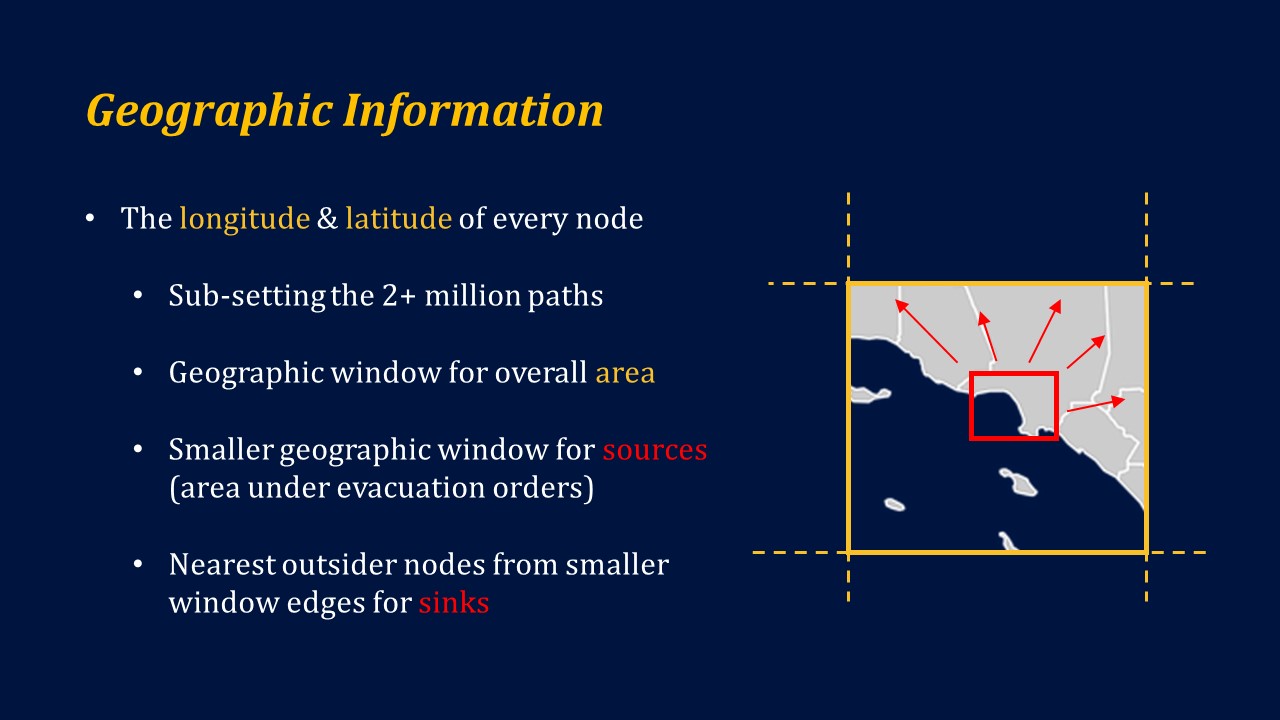 Geographic Information
• The longitude & latitude of every node
• Sub-setting the 2+ million paths
• Geographic window for overall area
• Smaller geographic window for sources
(area under evacuation orders)
• Nearest outsider nodes from smaller
window edges for sinks